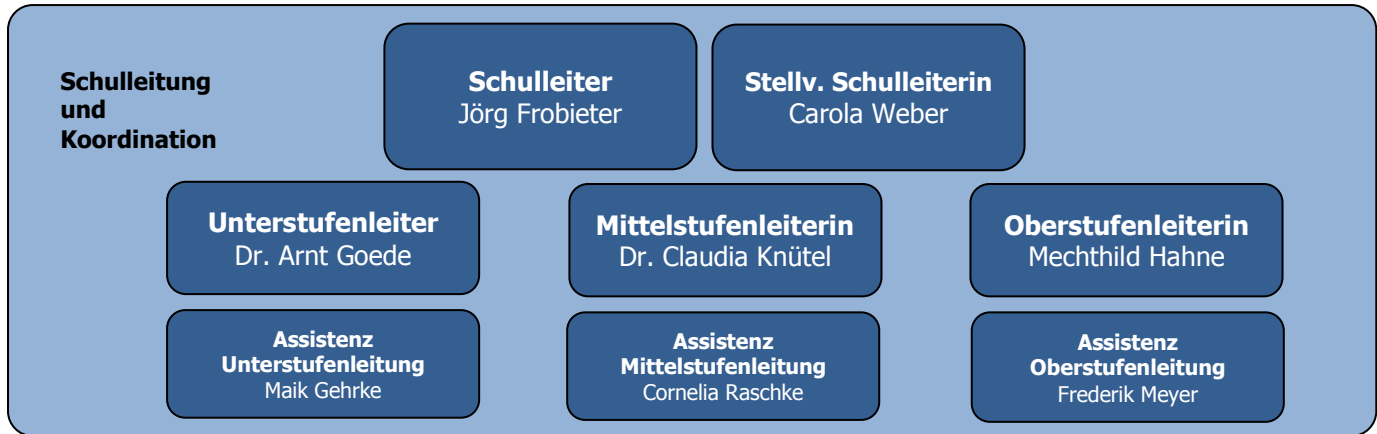 Schulleitung
und
Koordination
Schulleiter
Jörg Frobieter
Stellv. Schulleiterin
Carola Weber
Unterstufenleiter
Dr. Arnt Goede
Mittelstufenleiterin
Dr. Claudia Knütel
Oberstufenleiterin
Mechthild Hahne
Assistenz
Unterstufenleitung
Maik Gehrke
Assistenz
Mittelstufenleitung
Cornelia Raschke
Assistenz
Oberstufenleitung
Frederik Meyer